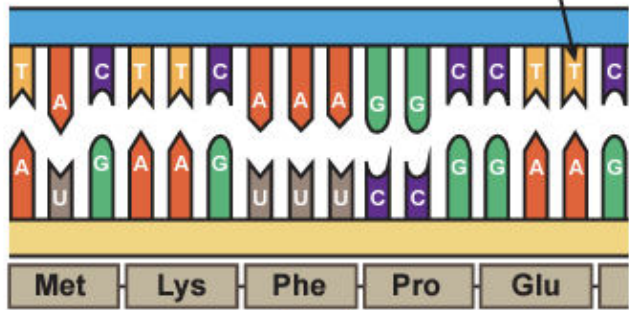 T A C T T C A A A G G C C T T C
A U G A A G U U U C C G G A A G
Met Lys Phe Pro Glu